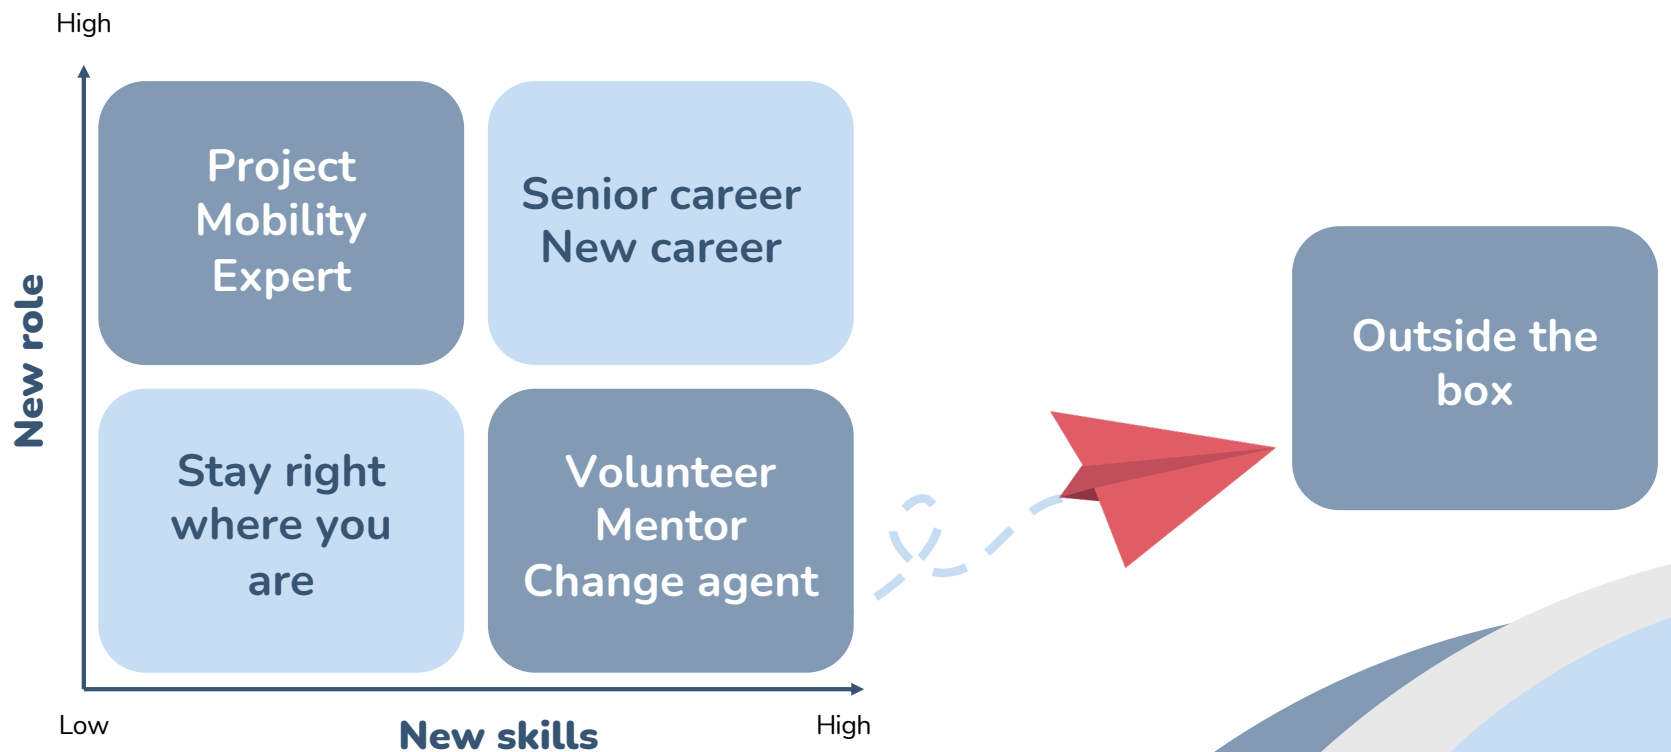 High
Project
Mobility
Expert
Senior career
New career
New role
Stay right
where you
are
Volunteer
Mentor
Change agent
Outside the
box
Low
New skills
High